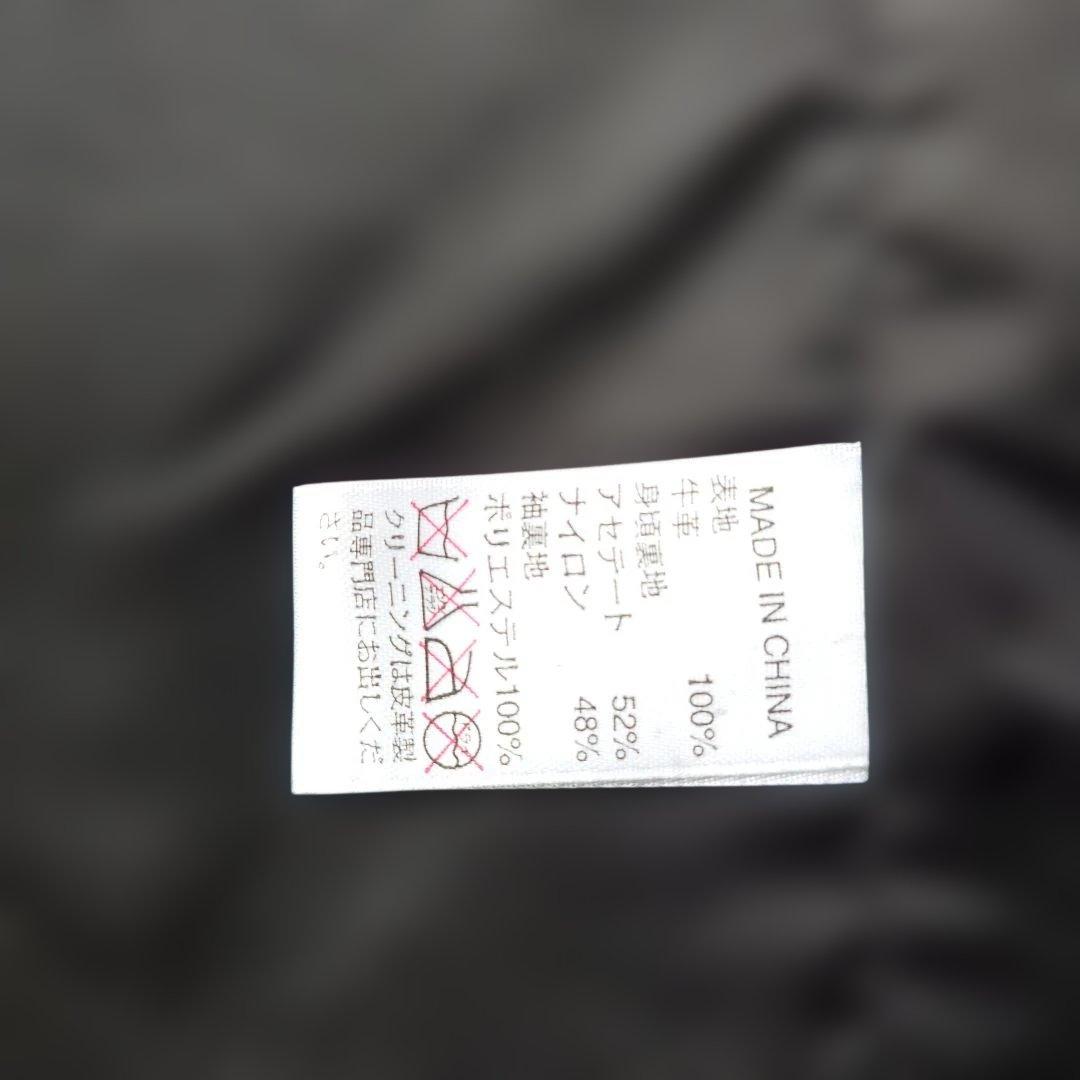 MADE IN CHINA
表地
牛革 100%
身頃裏地
アセテート 52%
ナイロン 48%
袖裏地
ポリエステル100%
クリーニングは皮革製
品専門店にお出しくだ
さい。